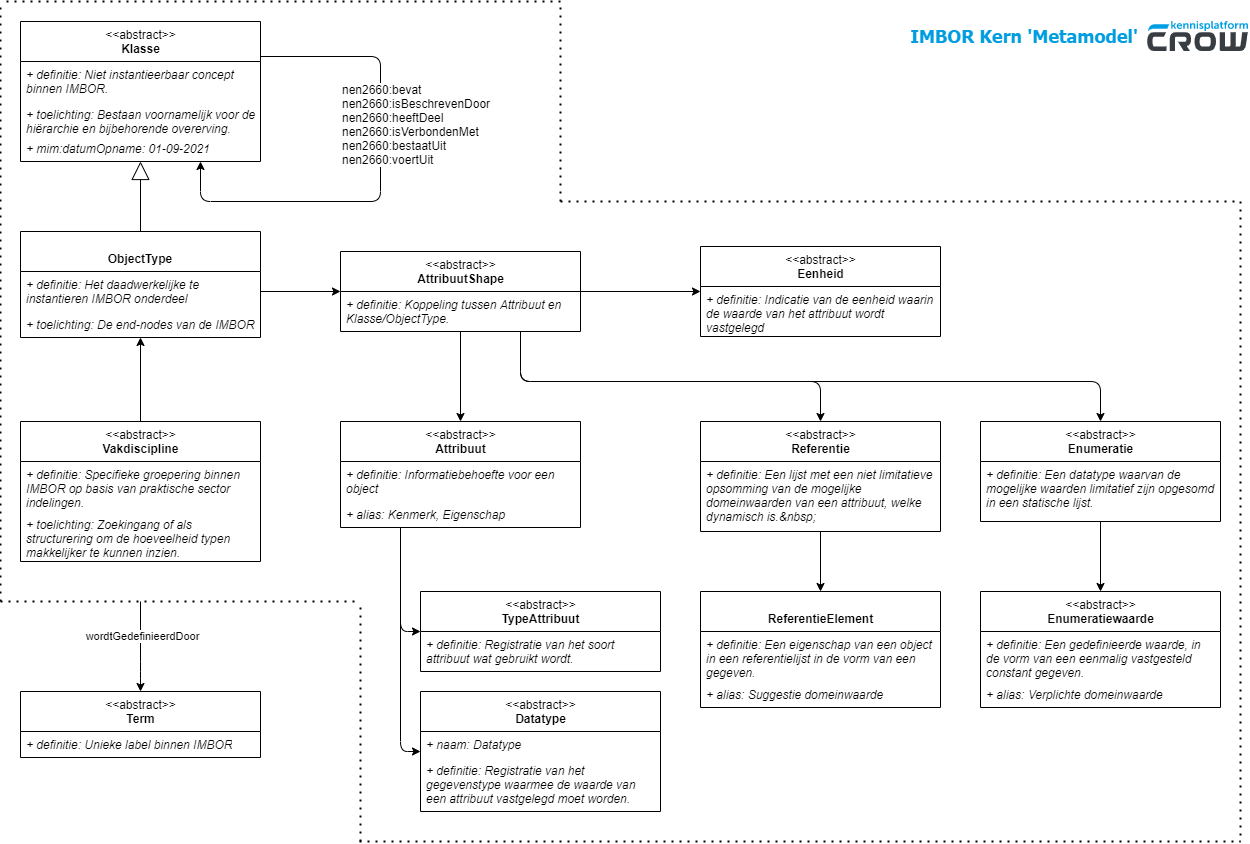 IMBOR Kern 'Metamodel'
kennisplatform
CROW
<<abstract>>
Klasse
+ definitie: Niet instantieerbaar concept
binnen IMBOR.
+ toelichting: Bestaan voornamelijk voor de
hiërarchie en bijbehorende overerving.
+ mim:datumOpname: 01-09-2021
nen2660:bevat
nen2660:isBeschrevenDoor
nen2660:heeftDeel
nen2660:isVerbondenMet
nen2660:bestaatUit
nen2660:voertUit
ObjectType
+ definitie: Het daadwerkelijke te
instantieren IMBOR onderdeel
+ toelichting: De end-nodes van de IMBOR
<<abstract>>
AttribuutShape
+ definitie: Koppeling tussen Attribuut en
Klasse/ObjectType.
<<abstract>>
Eenheid
+ definitie: Indicatie van de eenheid waarin
de waarde van het attribuut wordt
vastgelegd
<<abstract>>
Vakdiscipline
+ definitie: Specifieke groepering binnen
IMBOR op basis van praktische sector
indelingen.
+ toelichting: Zoekingang of als
structurering om de hoeveelheid typen
makkelijker te kunnen inzien.
<<abstract>>
Attribuut
+ definitie: Informatiebehoefte voor een
object
+ alias: Kenmerk, Eigenschap
<<abstract>>
Referentie
+ definitie: Een lijst met een niet limitatieve
opsomming van de mogelijke
domeinwaarden van een attribuut, welke
dynamisch is.&nbsp;
<<abstract>>
Enumeratie
+ definitie: Een datatype waarvan de
mogelijke waarden limitatief zijn opgesomd
in een statische lijst.
<<abstract>>
TypeAttribuut
+ definitie: Registratie van het soort
attribuut wat gebruikt wordt.
ReferentieElement
+ definitie: Een eigenschap van een object
in een referentielijst in de vorm van een
gegeven.
+ alias: Suggestie domeinwaarde
<<abstract>>
Enumeratiewaarde
+ definitie: Een gedefinieerde waarde, in
de vorm van een eenmalig vastgesteld
constant gegeven.
+ alias: Verplichte domeinwaarde
wordtGedefinieerdDoor
<<abstract>>
Term
+ definitie: Unieke label binnen IMBOR
<<abstract>>
Datatype
+ naam: Datatype
+ definitie: Registratie van het
gegevenstype waarmee de waarde van
een attribuut vastgelegd moet worden.